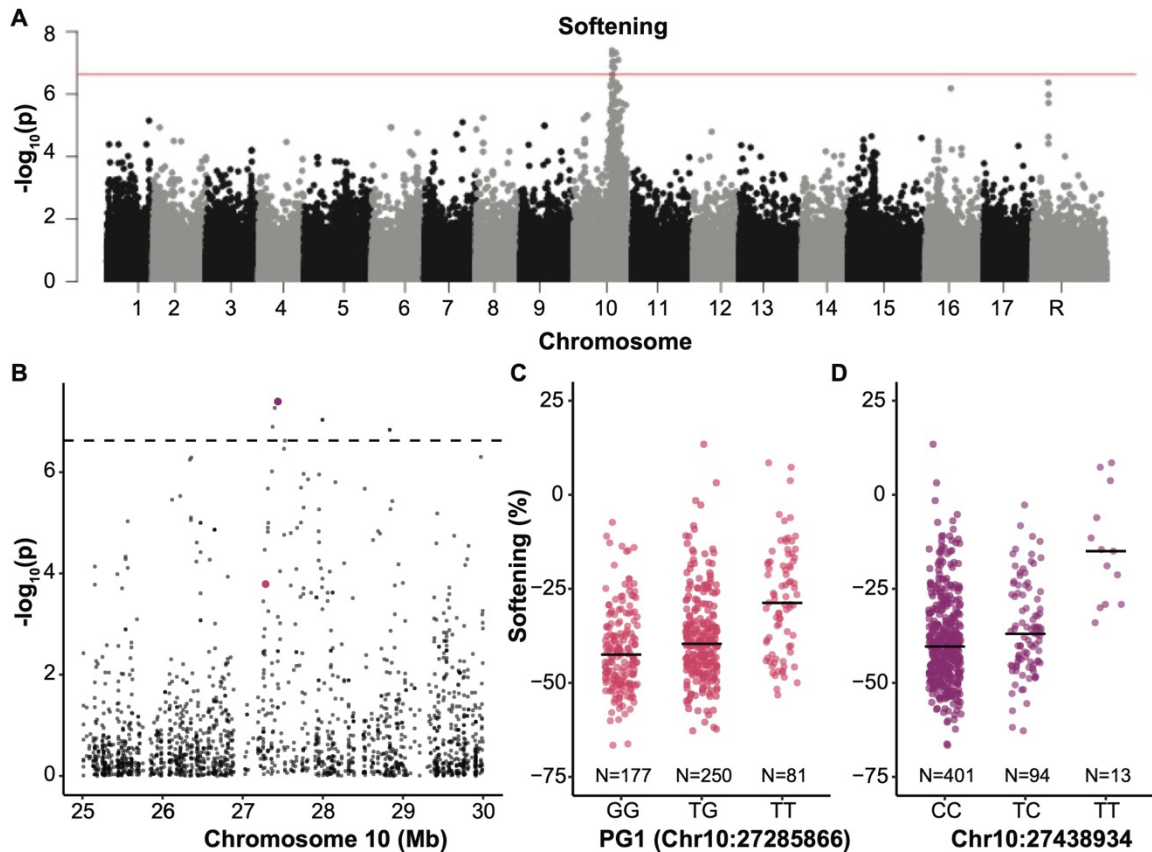 A
Softening
8
6
4
2
0
-log10(p)
1 2 3 4 5 6 7 8 9 10 11 12 13 14 15 16 17 R
Chromosome
B
6
4
2
0
-log10(p)
25 26 27 28 29 30
Chromosome 10 (Mb)
C
25
0
−25
−50
−75
Softening (%)
N=177 N=250 N=81
GG TG TT
PG1 (Chr10:27285866)
D
25
0
−25
−50
−75
N=401 N=94 N=13
CC TC TT
Chr10:27438934